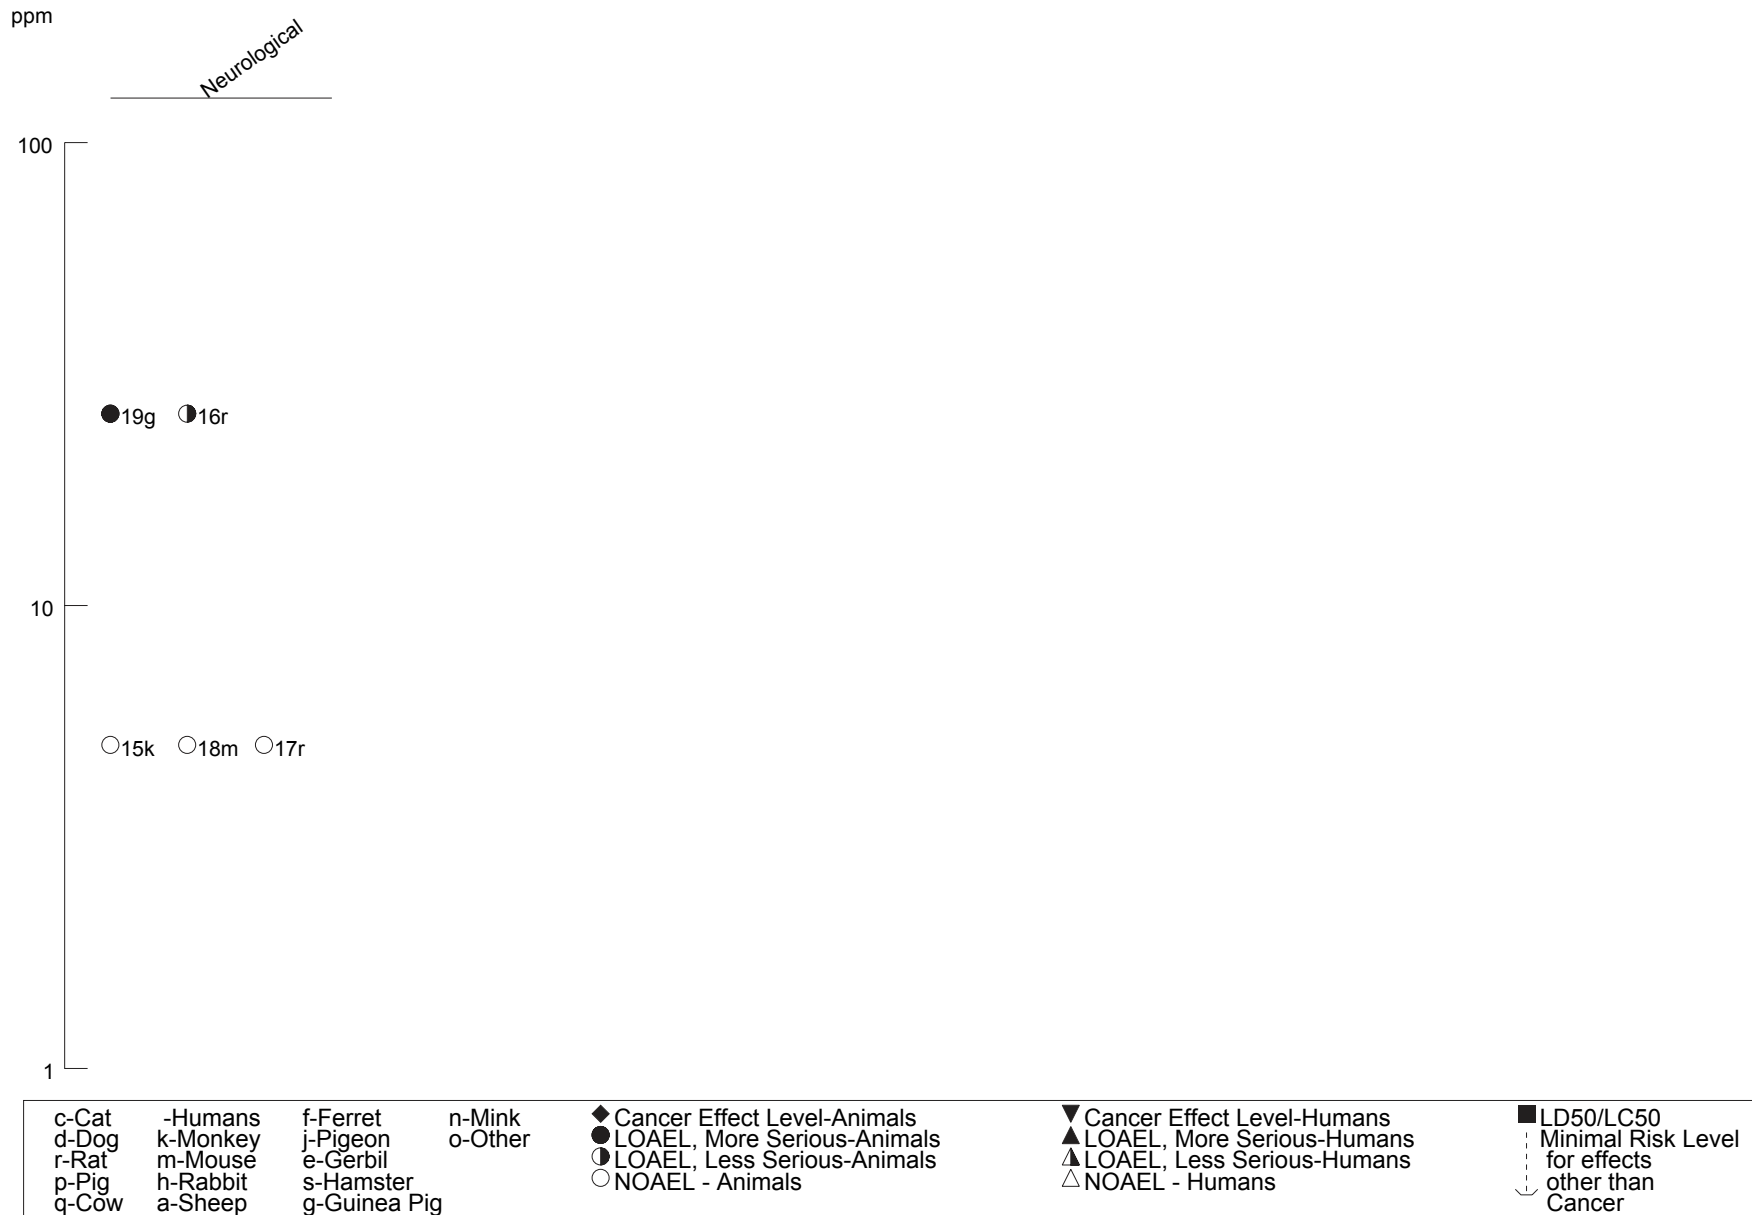 ppm
Neurological
100
19g 16r
10
15k 18m 17r
1
c-Cat -Humans f-Ferret n-Mink
d-Dog k-Monkey j-Pigeon o-Other
r-Rat m-Mouse e-Gerbil
p-Pig h-Rabbit s-Hamster
q-Cow a-Sheep g-Guinea Pig
Cancer Effect Level-Animals
LOAEL, More Serious-Animals
LOAEL, Less Serious-Animals
NOAEL - Animals
Cancer Effect Level-Humans
LOAEL, More Serious-Humans
LOAEL, Less Serious-Humans
NOAEL - Humans
LD50/LC50
Minimal Risk Level
for effects
other than
Cancer